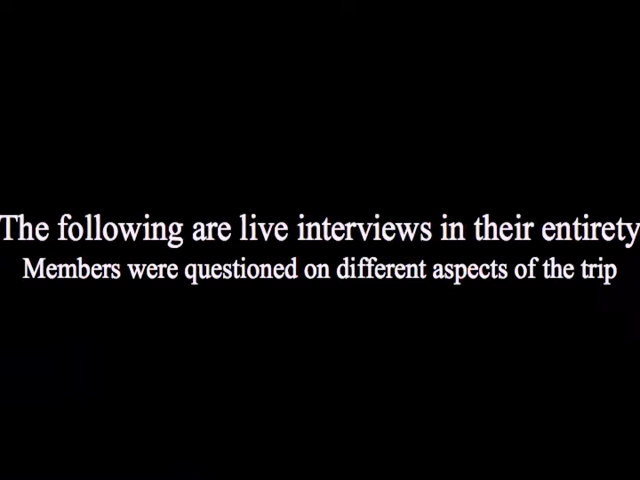 The following are live interviews in their entirety
Members were questioned on different aspects of the trip